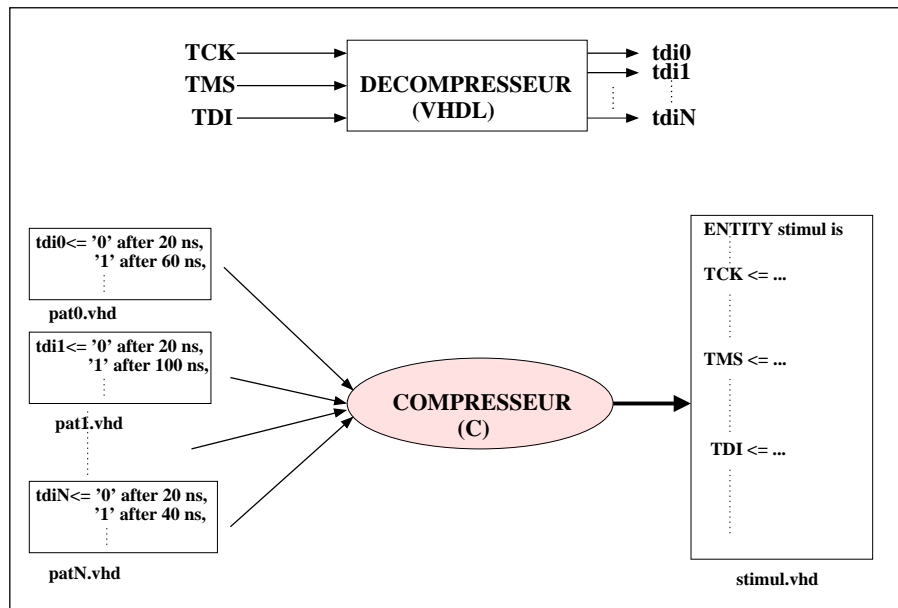 TCK
TMS
TDI
DECOMPRESSEUR
(VHDL)
tdi0
tdi1
tdiN
tdi0<= '0' after 20 ns,
'1' after 60 ns,
pat0.vhd
tdi1<= '0' after 20 ns,
'1' after 100 ns,
pat1.vhd
tdiN<= '0' after 20 ns,
'1' after 40 ns,
patN.vhd
COMPRESSEUR
(C)
ENTITY stimul is
TCK <= ...
TMS <= ...
TDI <= ...
stimul.vhd